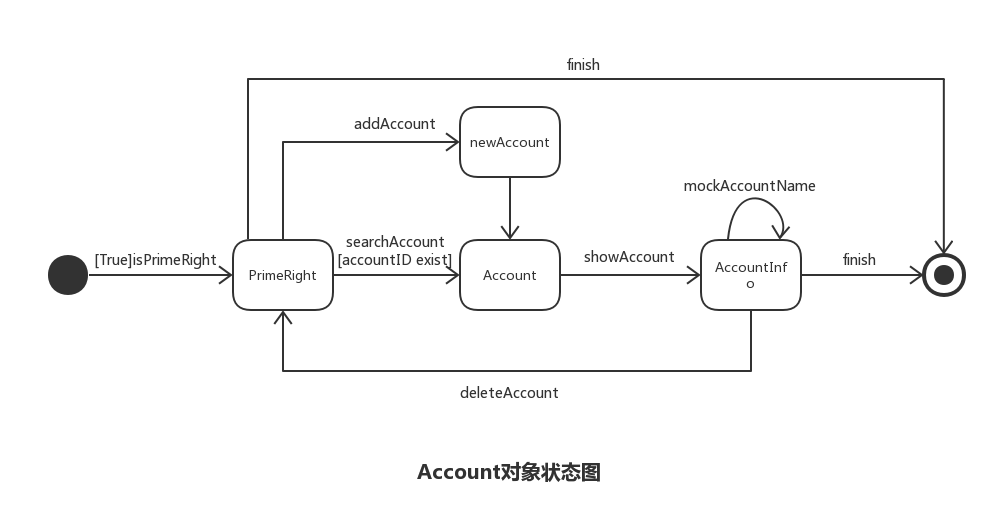 finish
addAccount
newAccount
mockAccountName
searchAccount
[True]isPrimeRight
[accountID exist]
showAccount
finish
PrimeRight
Account
AccountInf
o
deleteAccount
Account对象状态图